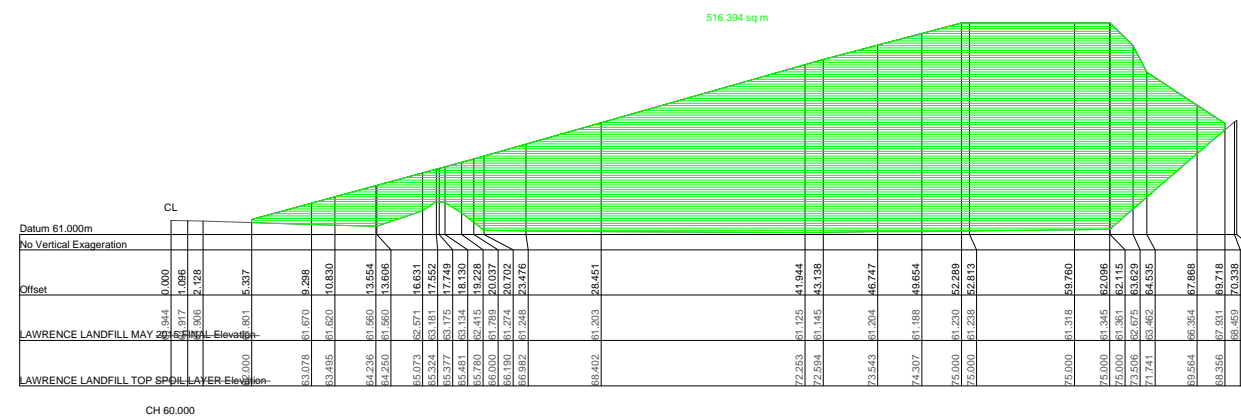 516.394 sq m
CL
Datum 61.000m
No Vertical Exageration
Offset 0.000 1.096 2.128 5.337 9.298 10.830 13.554 13.606 16.631 17.552 17.749 18.130 19.228 20.037 20.702 23.476 28.451 41.944 43.138 46.747 49.654 52.289 52.813 59.760 62.096 62.115 63.629 64.535 67.868 69.718 70.338
LAWRENCE LANDFILL MAY 2015 FINAL Elevation 61.670 61.620 61.560 61.560 62.571 63.181 63.175 63.134 62.415 61.789 61.274 61.248 61.203 61.125 61.145 61.204 61.188 61.230 61.238 61.318 61.345 61.361 62.675 63.462 66.354 67.931 68.459
LAWRENCE LANDFILL TOP SPOIL LAYER Elevation 62.000 63.078 63.495 64.236 64.250 65.073 65.324 65.377 65.481 65.780 66.000 66.190 66.982 68.402 72.253 72.594 73.543 74.307 75.000 75.000 75.000 75.000 75.000 73.506 71.741 69.564 68.356
CH 60.000